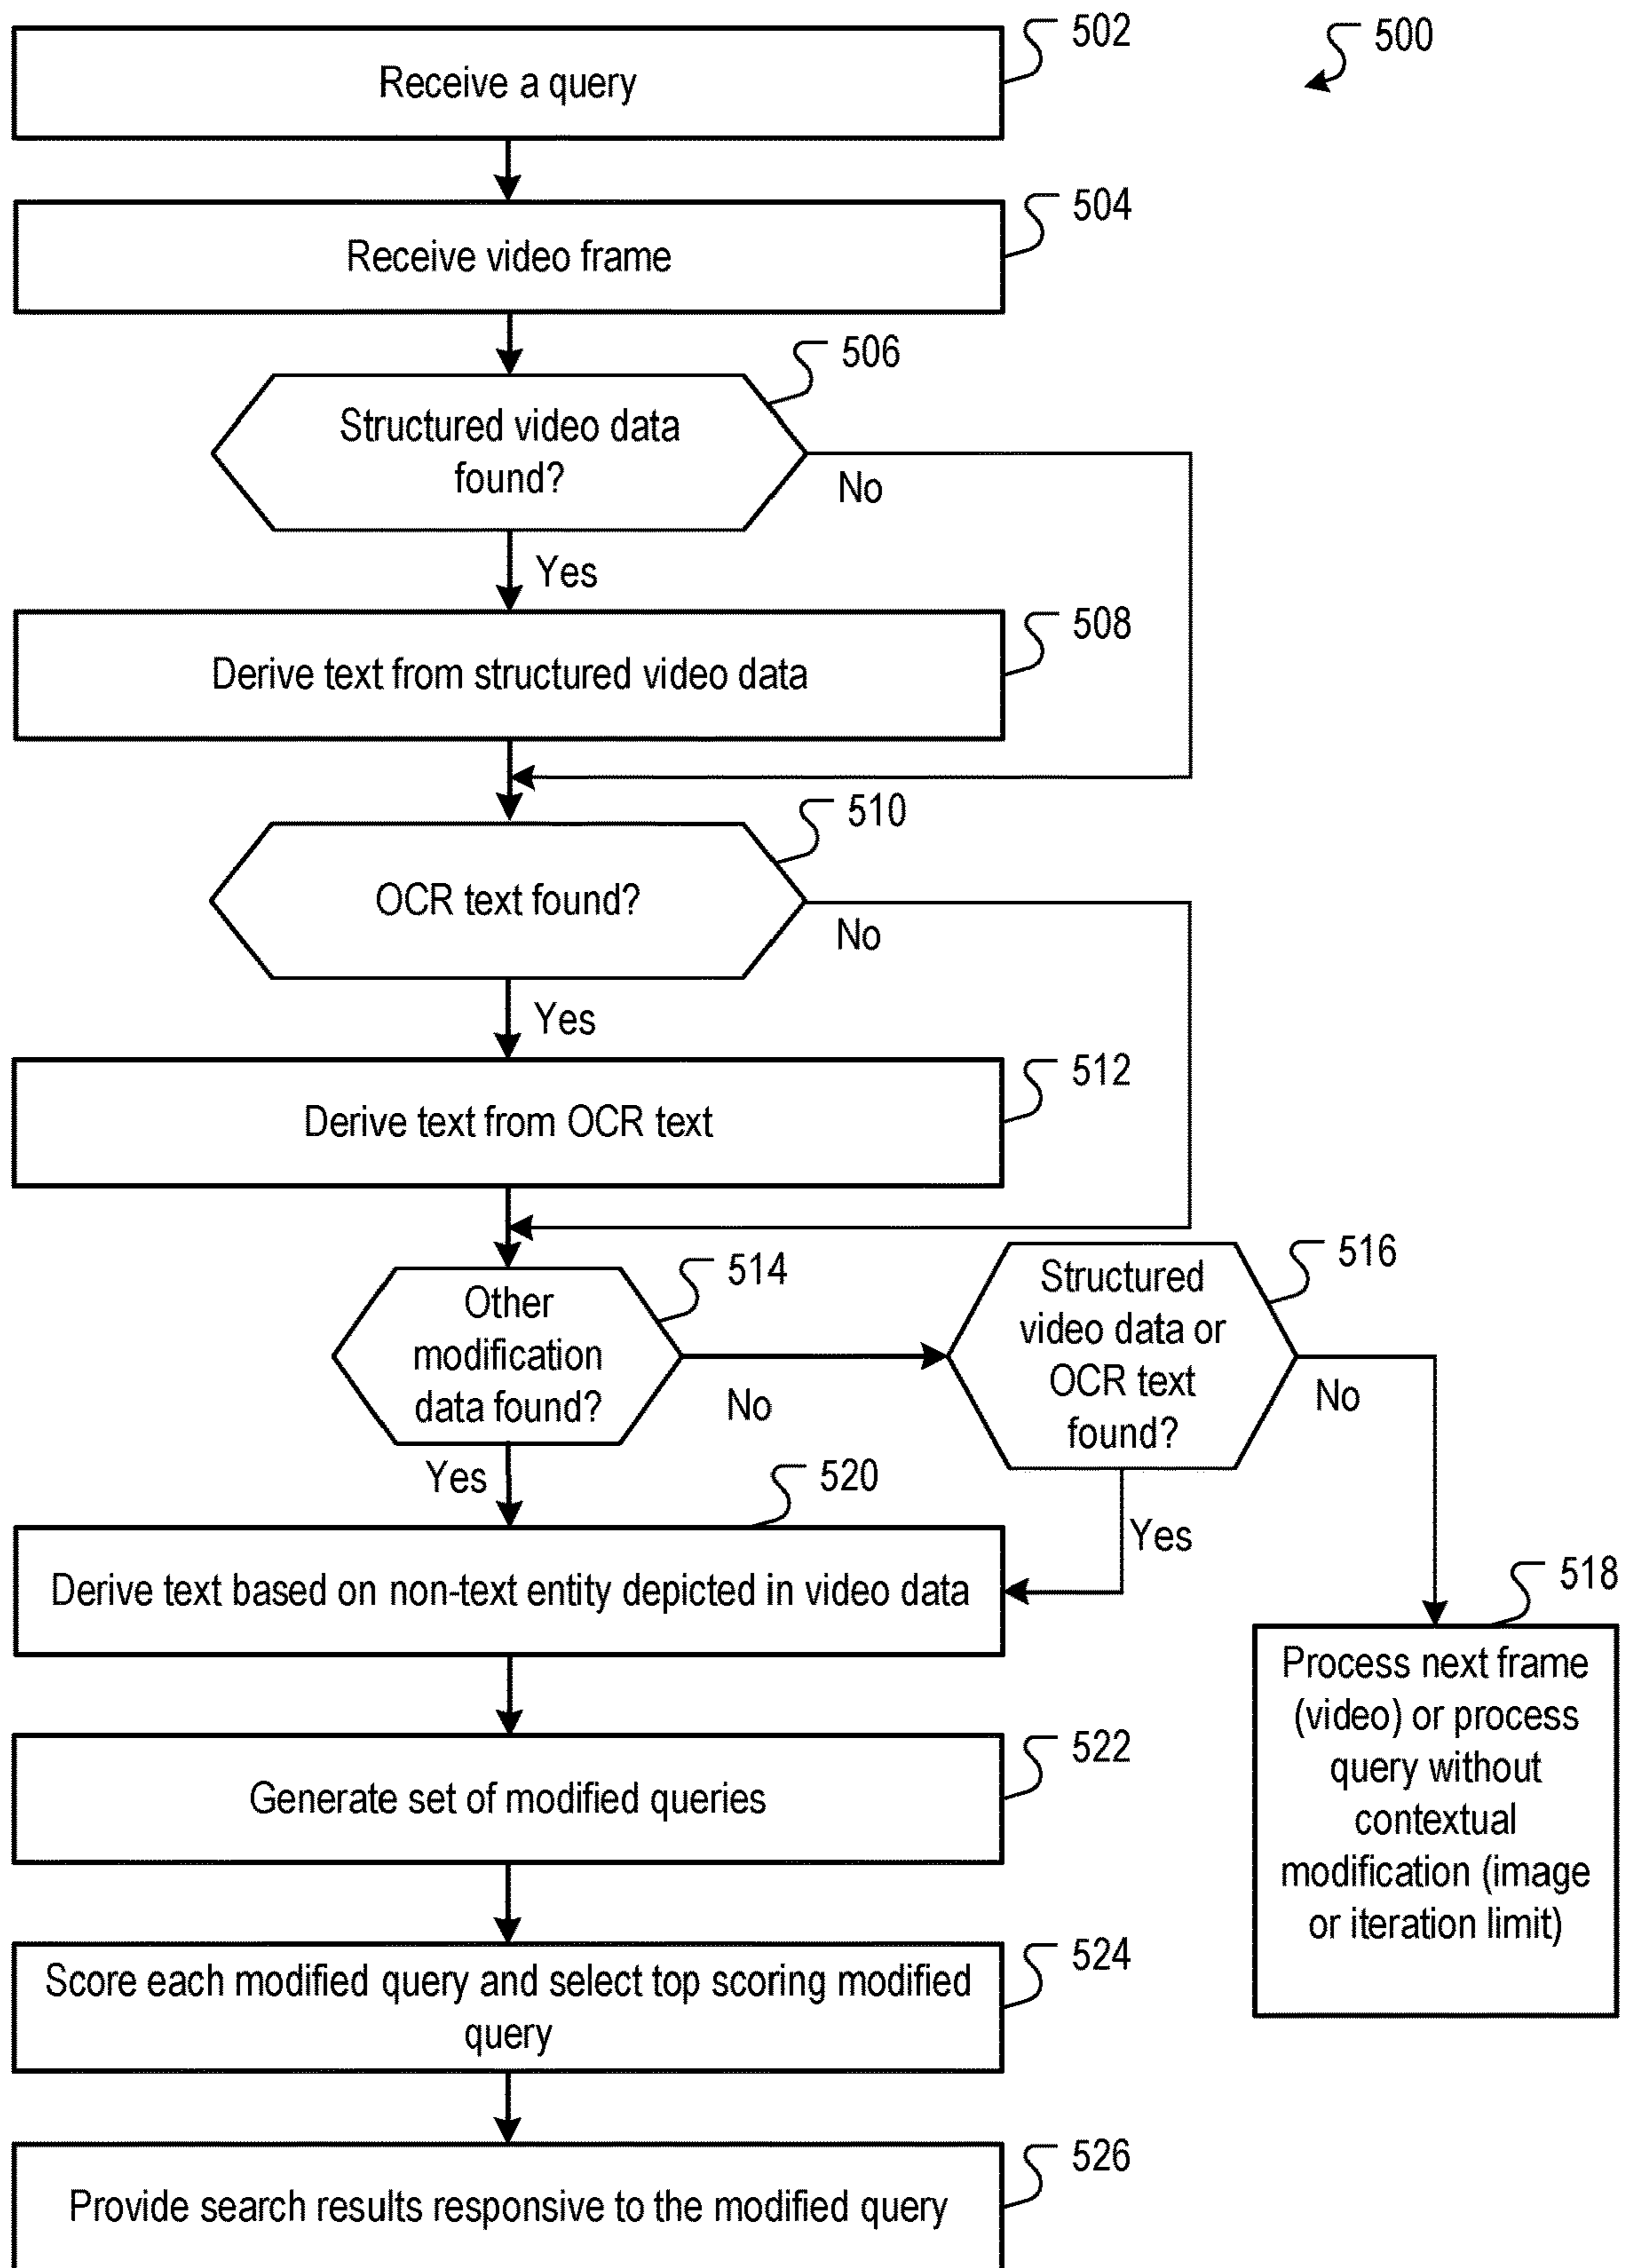 502
500
Receive a query
504
Receive video frame
506
Structured video data
found?
No
Yes
508
Derive text from structured video data
510
OCR text found?
No
Yes
512
Derive text from OCR text
514
Other
modification
data found?
No
Yes
516
Structured
video data or
OCR text
found?
No
Yes
518
Process next frame
(video) or process
query without
contextual
modification (image
or iteration limit)
520
Derive text based on non-text entity depicted in video data
522
Generate set of modified queries
524
Score each modified query and select top scoring modified
query
526
Provide search results responsive to the modified query